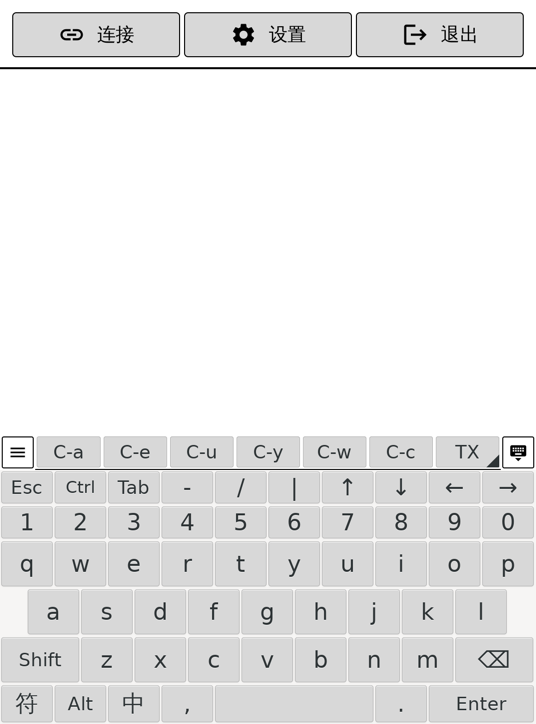 连接 设置 退出
C-a C-e C-u C-y C-w C-c TX
Esc Ctrl Tab - / | ↑ ↓ ← →
1 2 3 4 5 6 7 8 9 0
q w e r t y u i o p
a s d f g h j k l
Shift z x c v b n m ⌫
符 Alt 中 , . Enter